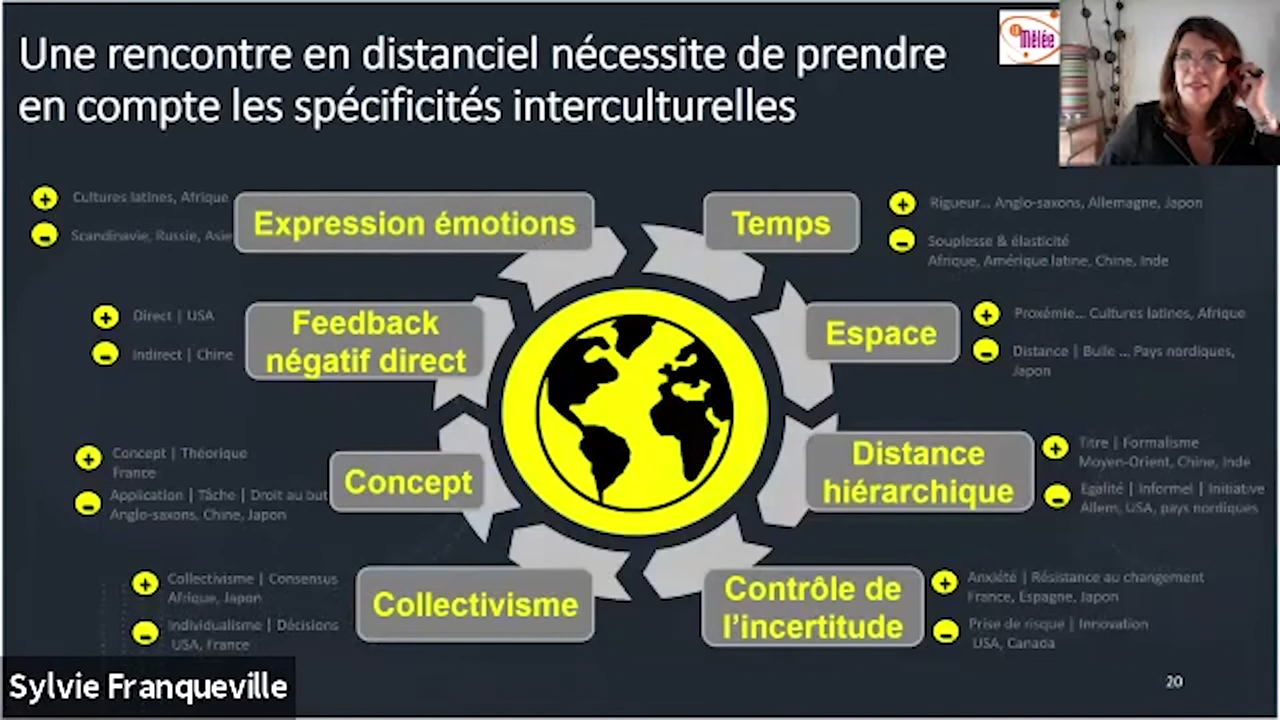 Une rencontre en distanciel nécessite de prendre
en compte les spécificités interculturelles
La
Mêlée
+
Cultures latines, Afrique
-
Scandinavie, Russie, Asie
Expression émotions
Temps
+
Rigueur... Anglo-saxons, Allemagne, Japon
-
Souplesse & élasticité
Afrique, Amérique latine, Chine, Inde
+
Direct | USA
-
Indirect | Chine
Feedback
négatif direct
Espace
+
Proxémie... Cultures latines, Afrique
-
Distance | Bulle ... Pays nordiques,
Japon
+
Concept | Théorique
France
-
Application | Tâche | Droit au but
Anglo-saxons, Chine, Japon
Concept
Distance
hiérarchique
+
Titre | Formalisme
Moyen-Orient, Chine, Inde
-
Egalité | Informel | Initiative
Allem, USA, pays nordiques
+
Collectivisme | Consensus
Afrique, Japon
-
Individualisme | Décisions
USA, France
Collectivisme
Contrôle de
l'incertitude
+
Anxiété | Résistance au changement
France, Espagne, Japon
-
Prise de risque | Innovation
USA, Canada
Sylvie Franqueville
20